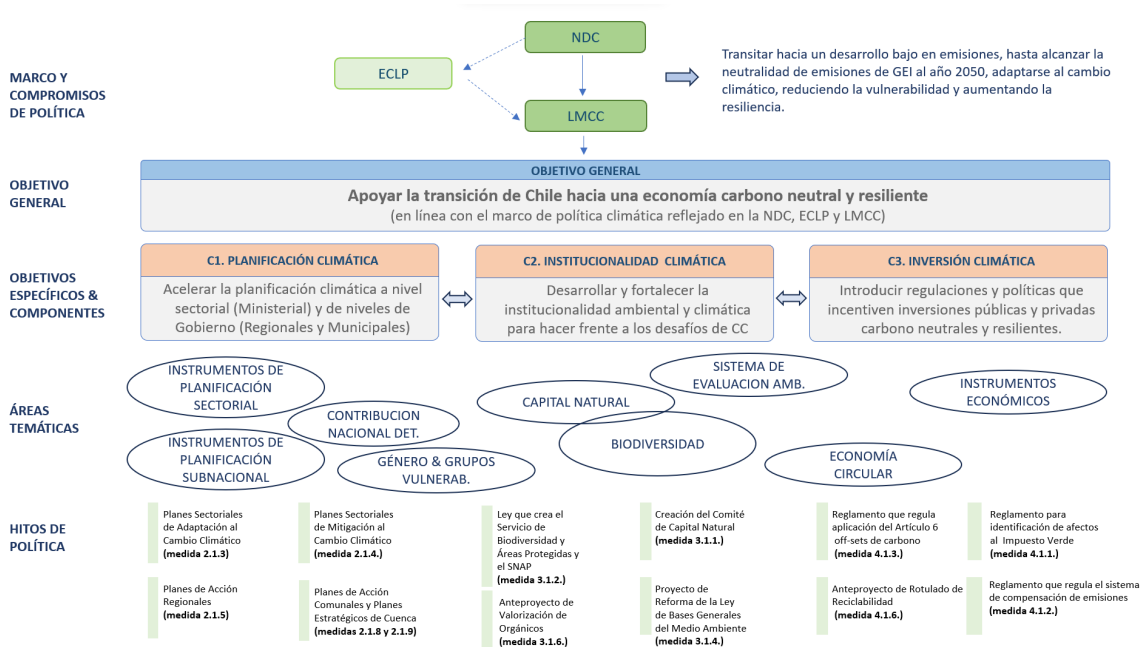 MARCO Y
COMPROMISOS
DE POLÍTICA
NDC
ECLP
LMCC
Transitar hacia un desarrollo bajo en emisiones, hasta alcanzar la
neutralidad de emisiones de GEI al año 2050, adaptarse al cambio
climático, reduciendo la vulnerabilidad y aumentando la
resiliencia.
OBJETIVO
GENERAL
OBJETIVO GENERAL
Apoyar la transición de Chile hacia una economía carbono neutral y resiliente
(en línea con el marco de política climática reflejado en la NDC, ECLP y LMCC)
OBJETIVOS
ESPECÍFICOS &
COMPONENTES
C1. PLANIFICACIÓN CLIMÁTICA
Acelerar la planificación climática a nivel
sectorial (Ministerial) y de niveles de
Gobierno (Regionales y Municipales)
C2. INSTITUCIONALIDAD CLIMÁTICA
Desarrollar y fortalecer la
institucionalidad ambiental y climática
para hacer frente a los desafíos de CC
C3. INVERSIÓN CLIMÁTICA
Introducir regulaciones y políticas que
incentiven inversiones públicas y privadas
carbono neutrales y resilientes.
ÁREAS
TEMÁTICAS
INSTRUMENTOS DE
PLANIFICACIÓN
SECTORIAL
CONTRIBUCION
NACIONAL DET.
INSTRUMENTOS DE
PLANIFICACIÓN
SUBNACIONAL
GÉNERO & GRUPOS
VULNERAB.
CAPITAL NATURAL
SISTEMA DE
EVALUACION AMB.
BIODIVERSIDAD
INSTRUMENTOS
ECONÓMICOS
ECONOMÍA
CIRCULAR
HITOS DE
POLÍTICA
Planes Sectoriales
de Adaptación al
Cambio Climático
(medida 2.1.3)
Planes Sectoriales
de Mitigación al
Cambio Climático
(medida 2.1.4.)
Ley que crea el
Servicio de
Biodiversidad y
Áreas Protegidas y
el SNAP
(medida 3.1.2.)
Creación del Comité
de Capital Natural
(medida 3.1.1.)
Reglamento que regula
aplicación del Artículo 6
off-sets de carbono
(medida 4.1.3.)
Reglamento para
identificación de afectos
al Impuesto Verde
(medida 4.1.1.)
Planes de Acción
Regionales
(medida 2.1.5)
Planes de Acción
Comunales y Planes
Estratégicos de Cuenca
(medidas 2.1.8 y 2.1.9)
Anteproyecto de
Valorización de
Orgánicos
(medida 3.1.6.)
Proyecto de
Reforma de la Ley
de Bases Generales
del Medio Ambiente
(medida 3.1.4.)
Anteproyecto de Rotulado de
Reciclabilidad
(medida 4.1.6.)
Reglamento que regula el sistema
de compensación de emisiones
(medida 4.1.2.)